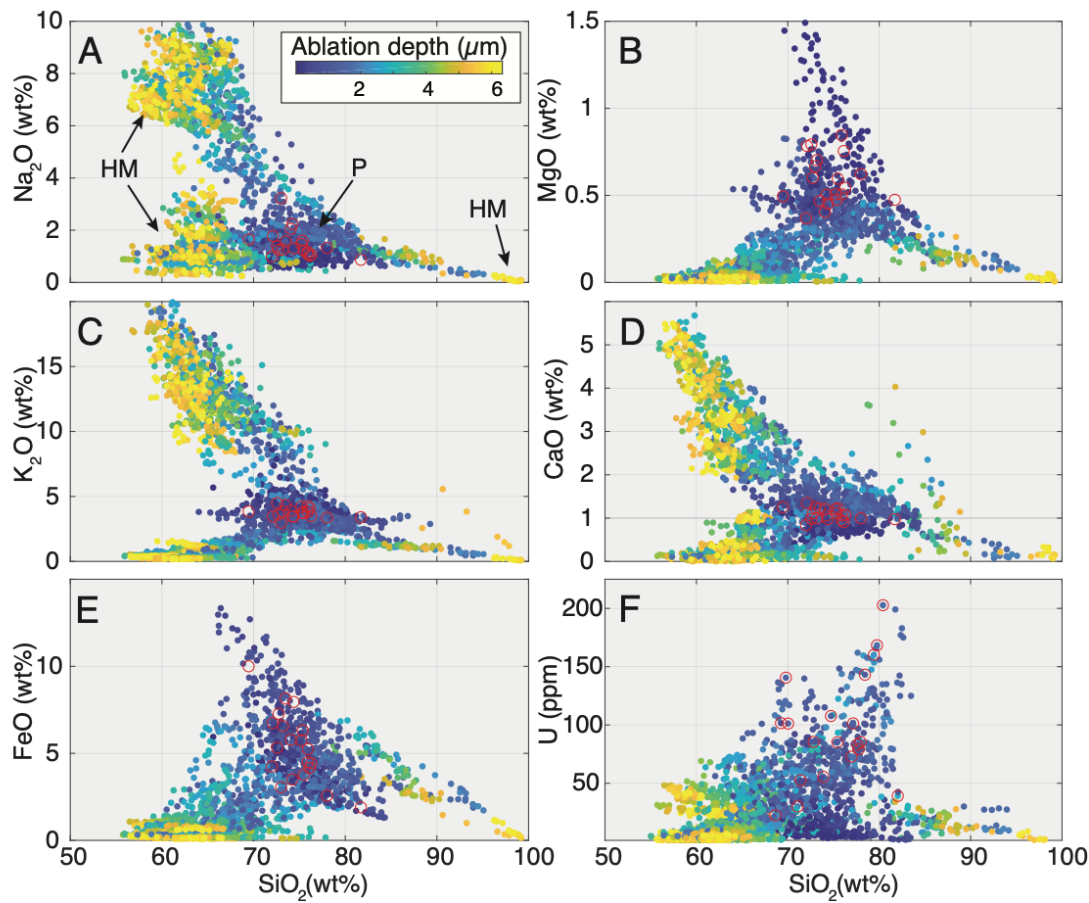 A
Ablation depth (µm)
2 4 6
Na2O (wt%)
10
8
6
4
2
0
HM
P
HM
B
MgO (wt%)
1.5
1
0.5
0
C
K2O (wt%)
15
10
5
0
D
CaO (wt%)
5
4
3
2
1
0
E
FeO (wt%)
10
5
0
50 60 70 80 90 100
SiO2(wt%)
F
U (ppm)
200
150
100
50
50 60 70 80 90 100
SiO2(wt%)